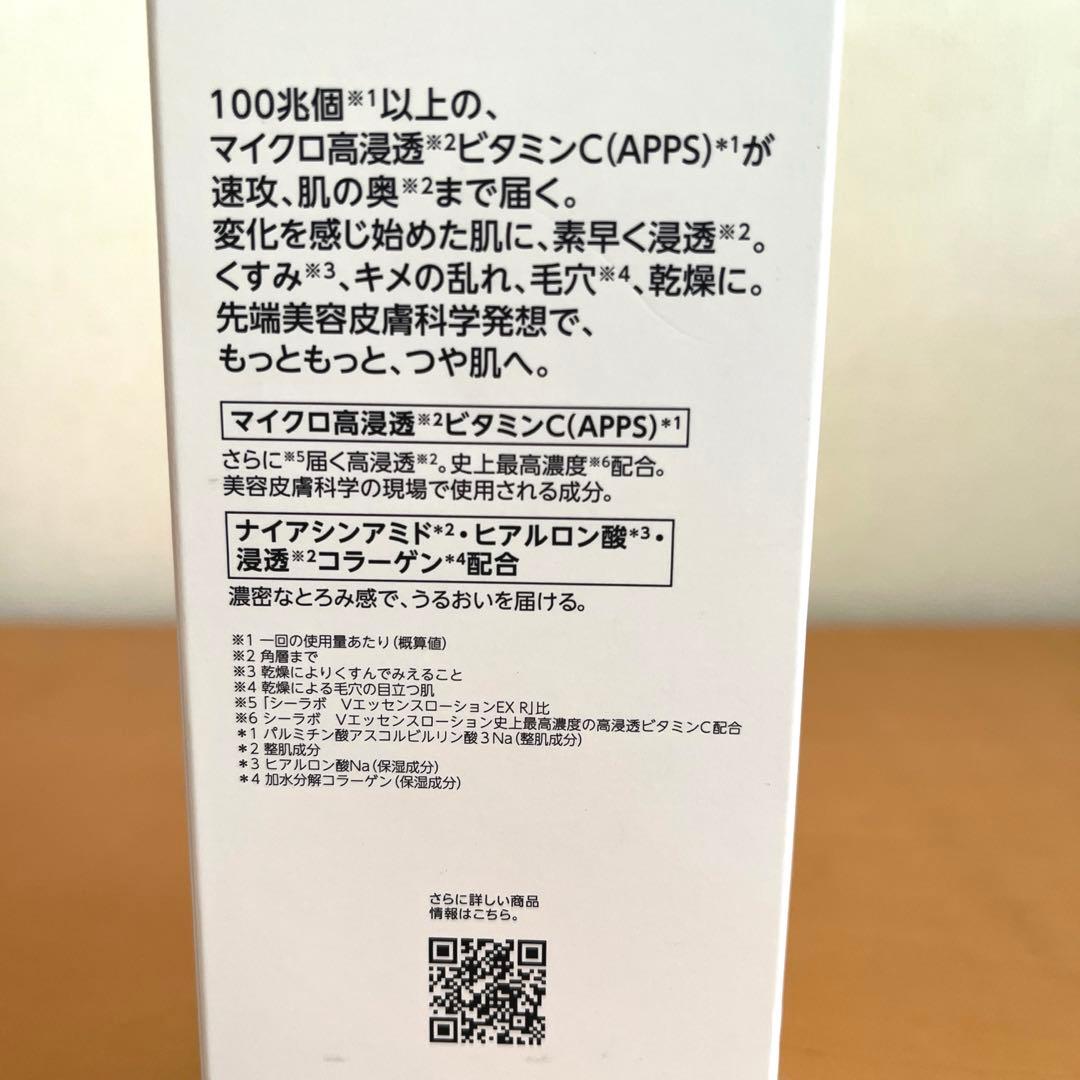 100兆個※1以上の、
マイクロ高浸透※2ビタミンC(APPS)*1が
速攻、肌の奥※2まで届く。
変化を感じ始めた肌に、素早く浸透※2。
くすみ※3、キメの乱れ、毛穴※4、乾燥に。
先端美容皮膚科学発想で、
もっともっと、つや肌へ。
マイクロ高浸透※2ビタミンC(APPS)*1
さらに※5届く高浸透※2。史上最高濃度※6配合。
美容皮膚科学の現場で使用される成分。
ナイアシンアミド*2・ヒアルロン酸*3・
浸透※2コラーゲン*4配合
濃密なとろみ感で、うるおいを届ける。
※1 一回の使用量あたり(概算値)
※2 角層まで
※3 乾燥によりくすんでみえること
※4 乾燥による毛穴の目立つ肌
※5「シーラボ Vエッセンスローション EX R」比
※6 シーラボ Vエッセンスローション史上最高濃度の高浸透ビタミンC配合
*1 パルミチン酸アスコルビルリン酸3Na(整肌成分)
*2 整肌成分
*3 ヒアルロン酸Na(保湿成分)
*4 加水分解コラーゲン(保湿成分)
さらに詳しい商品
情報はこちら。